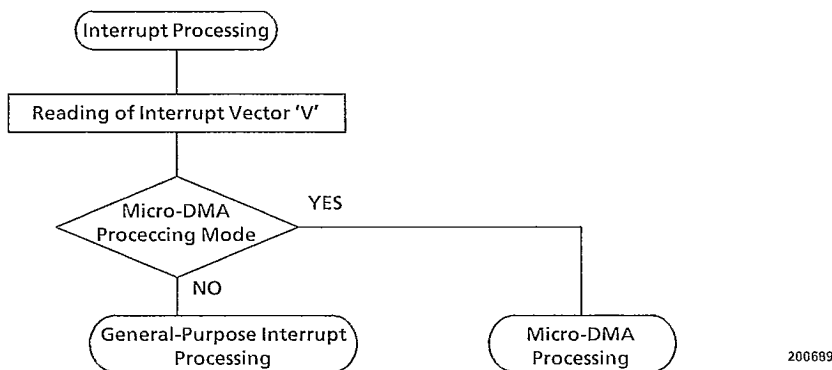 Interrupt Processing
Reading of Interrupt Vector 'V'
Micro-DMA
Proceccing Mode
YES
NO
General-Purpose Interrupt
Processing
Micro-DMA
Processing
200689